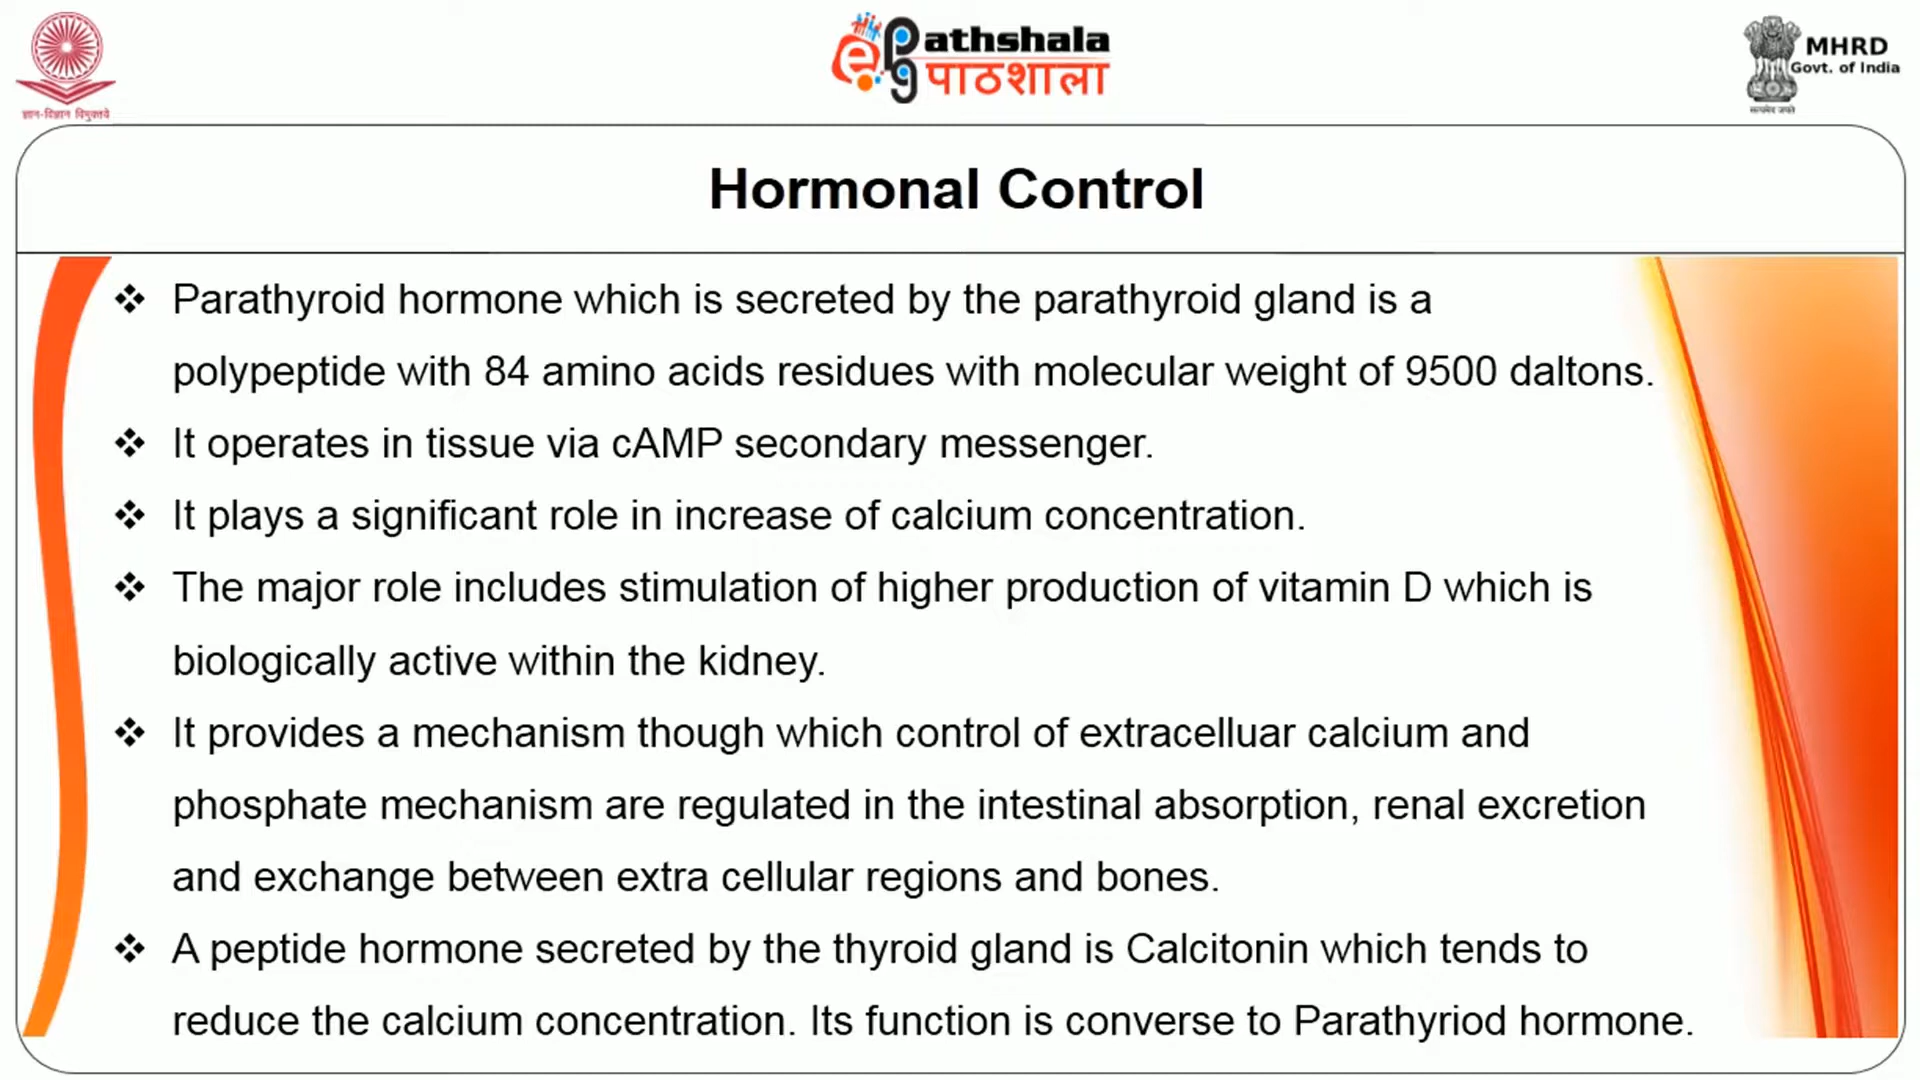 ज्ञान-विज्ञान विमुक्तये
e
Pathshala
pg पाठशाला
MHRD
Govt. of India
सत्यमेव जयते
Hormonal Control
❖ Parathyroid hormone which is secreted by the parathyroid gland is a
polypeptide with 84 amino acids residues with molecular weight of 9500 daltons.
❖ It operates in tissue via cAMP secondary messenger.
❖ It plays a significant role in increase of calcium concentration.
❖ The major role includes stimulation of higher production of vitamin D which is
biologically active within the kidney.
❖ It provides a mechanism though which control of extracelluar calcium and
phosphate mechanism are regulated in the intestinal absorption, renal excretion
and exchange between extra cellular regions and bones.
❖ A peptide hormone secreted by the thyroid gland is Calcitonin which tends to
reduce the calcium concentration. Its function is converse to Parathyriod hormone.